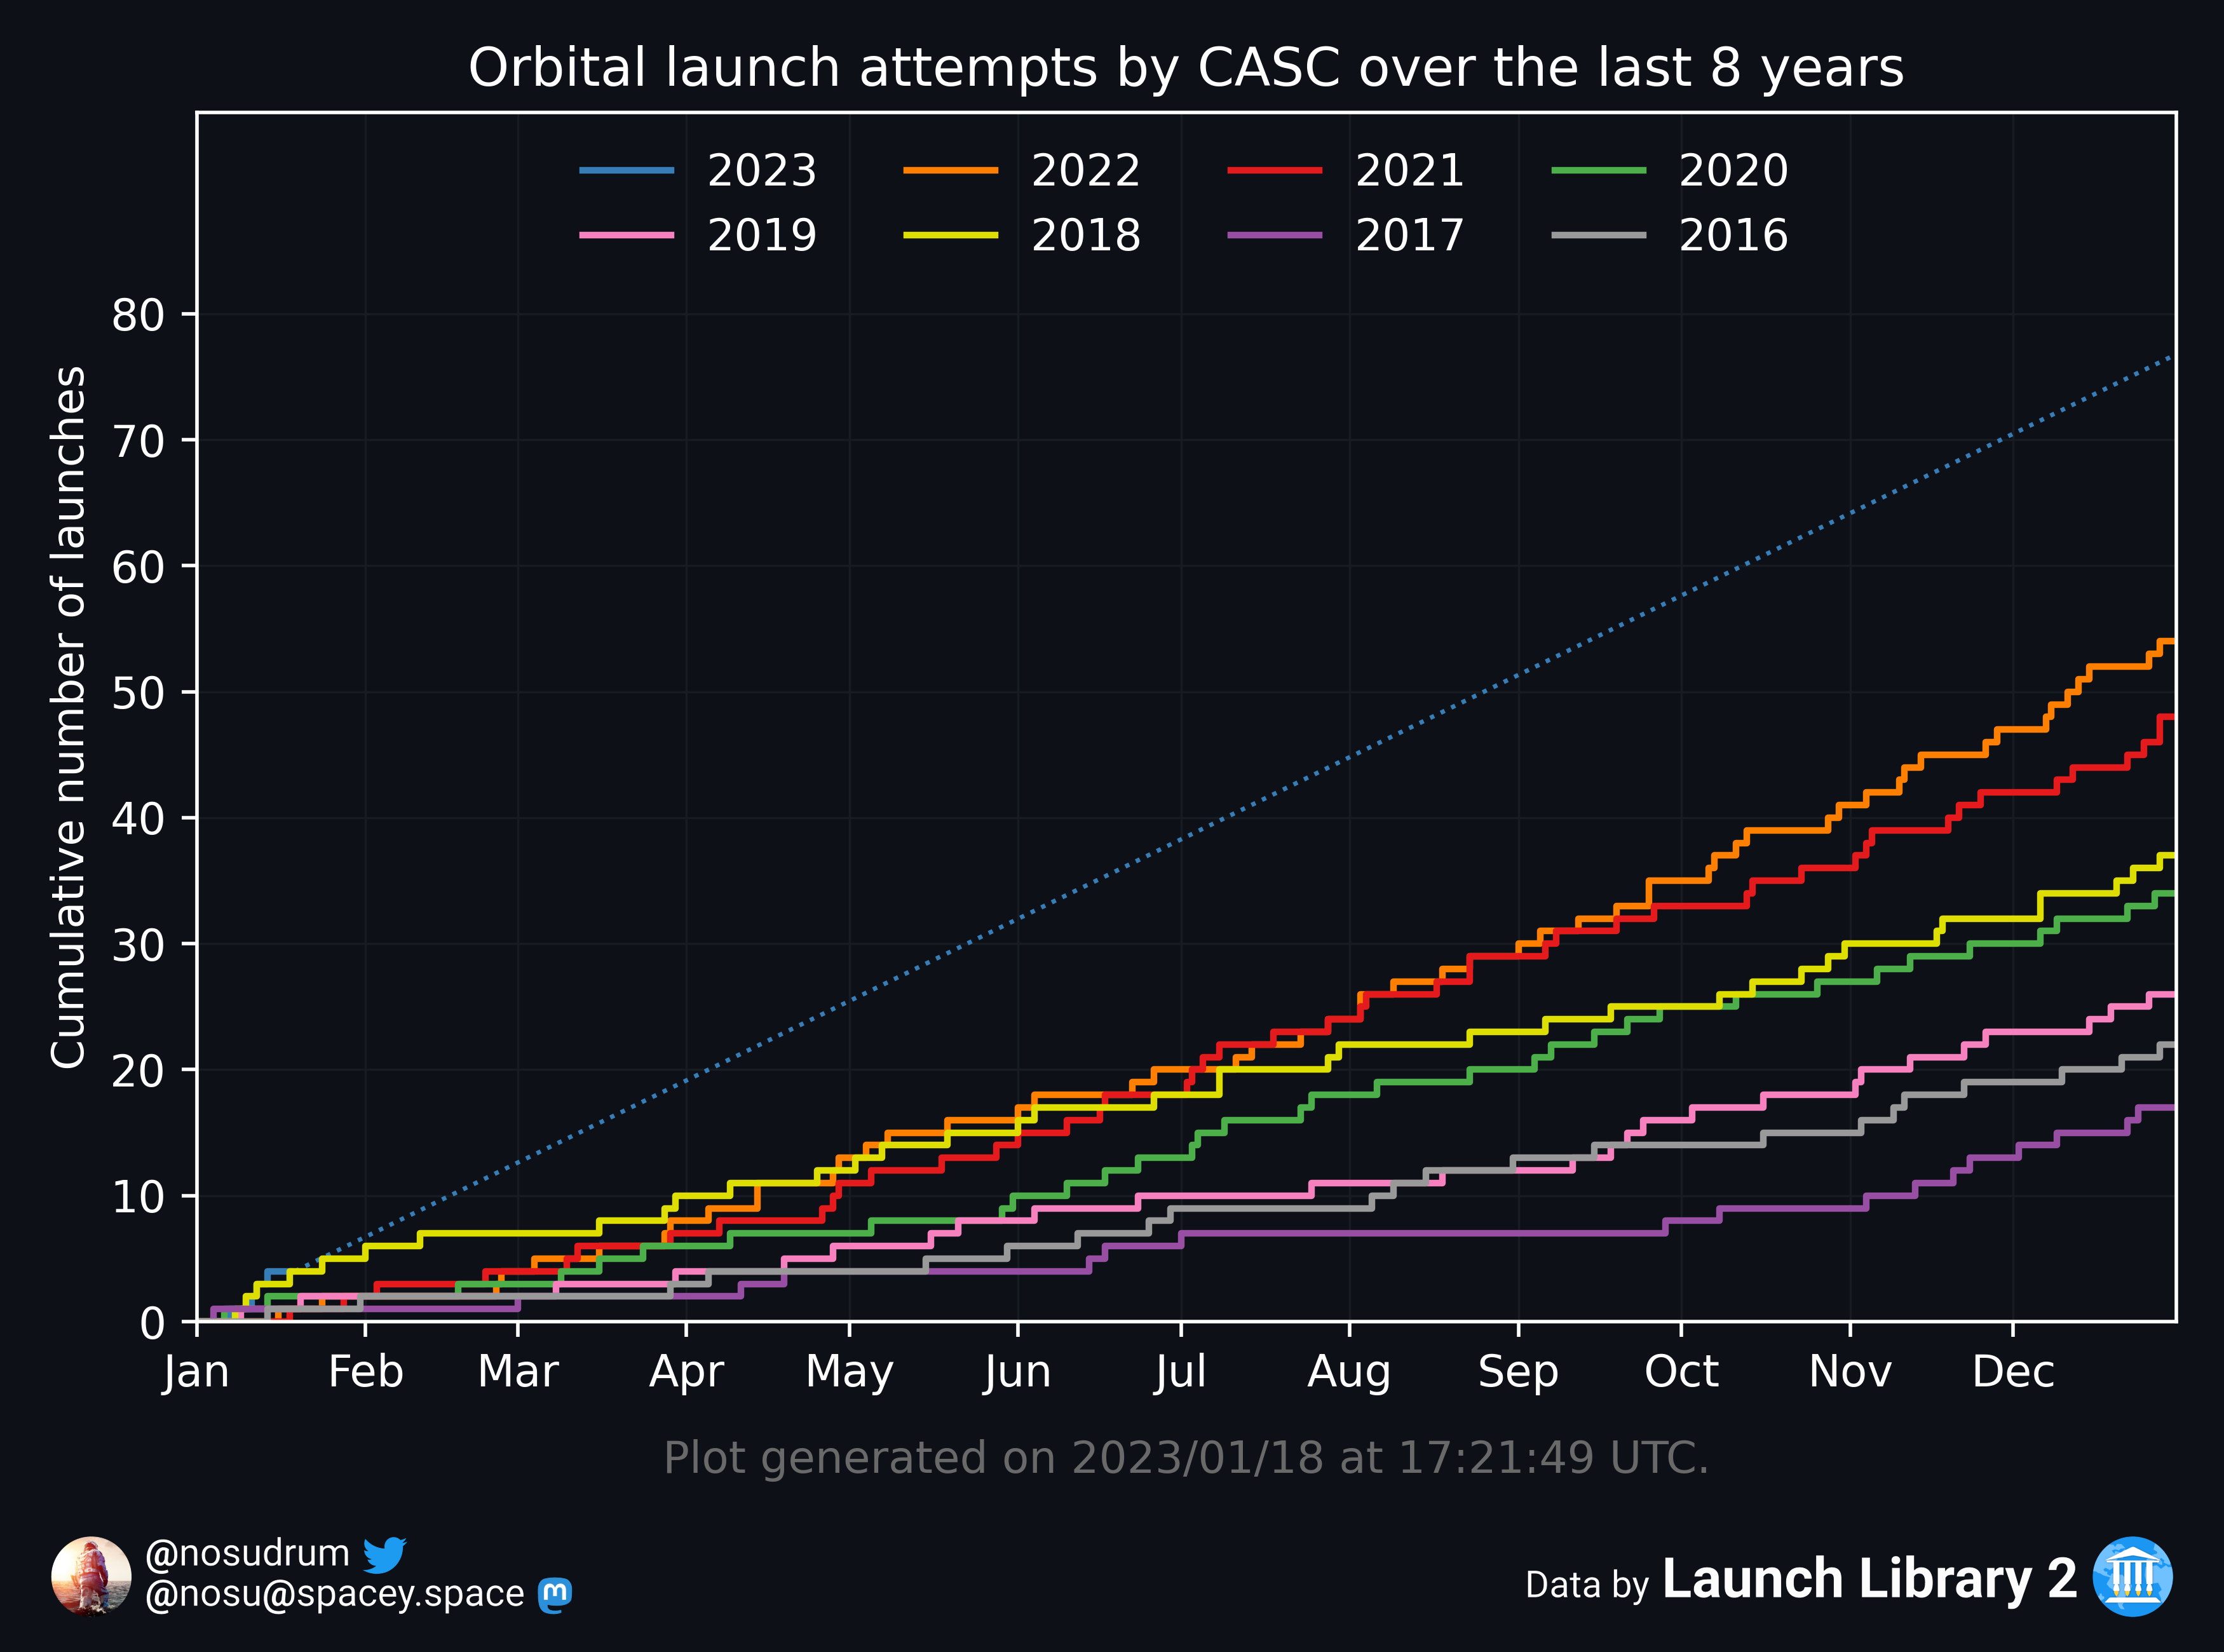 Orbital launch attempts by CASC over the last 8 years
2023 2022 2021 2020
2019 2018 2017 2016
Cumulative number of launches
80
70
60
50
40
30
20
10
0
Jan Feb Mar Apr May Jun Jul Aug Sep Oct Nov Dec
Plot generated on 2023/01/18 at 17:21:49 UTC.
@nosudrum
@nosu@spacey.space
Data by Launch Library 2